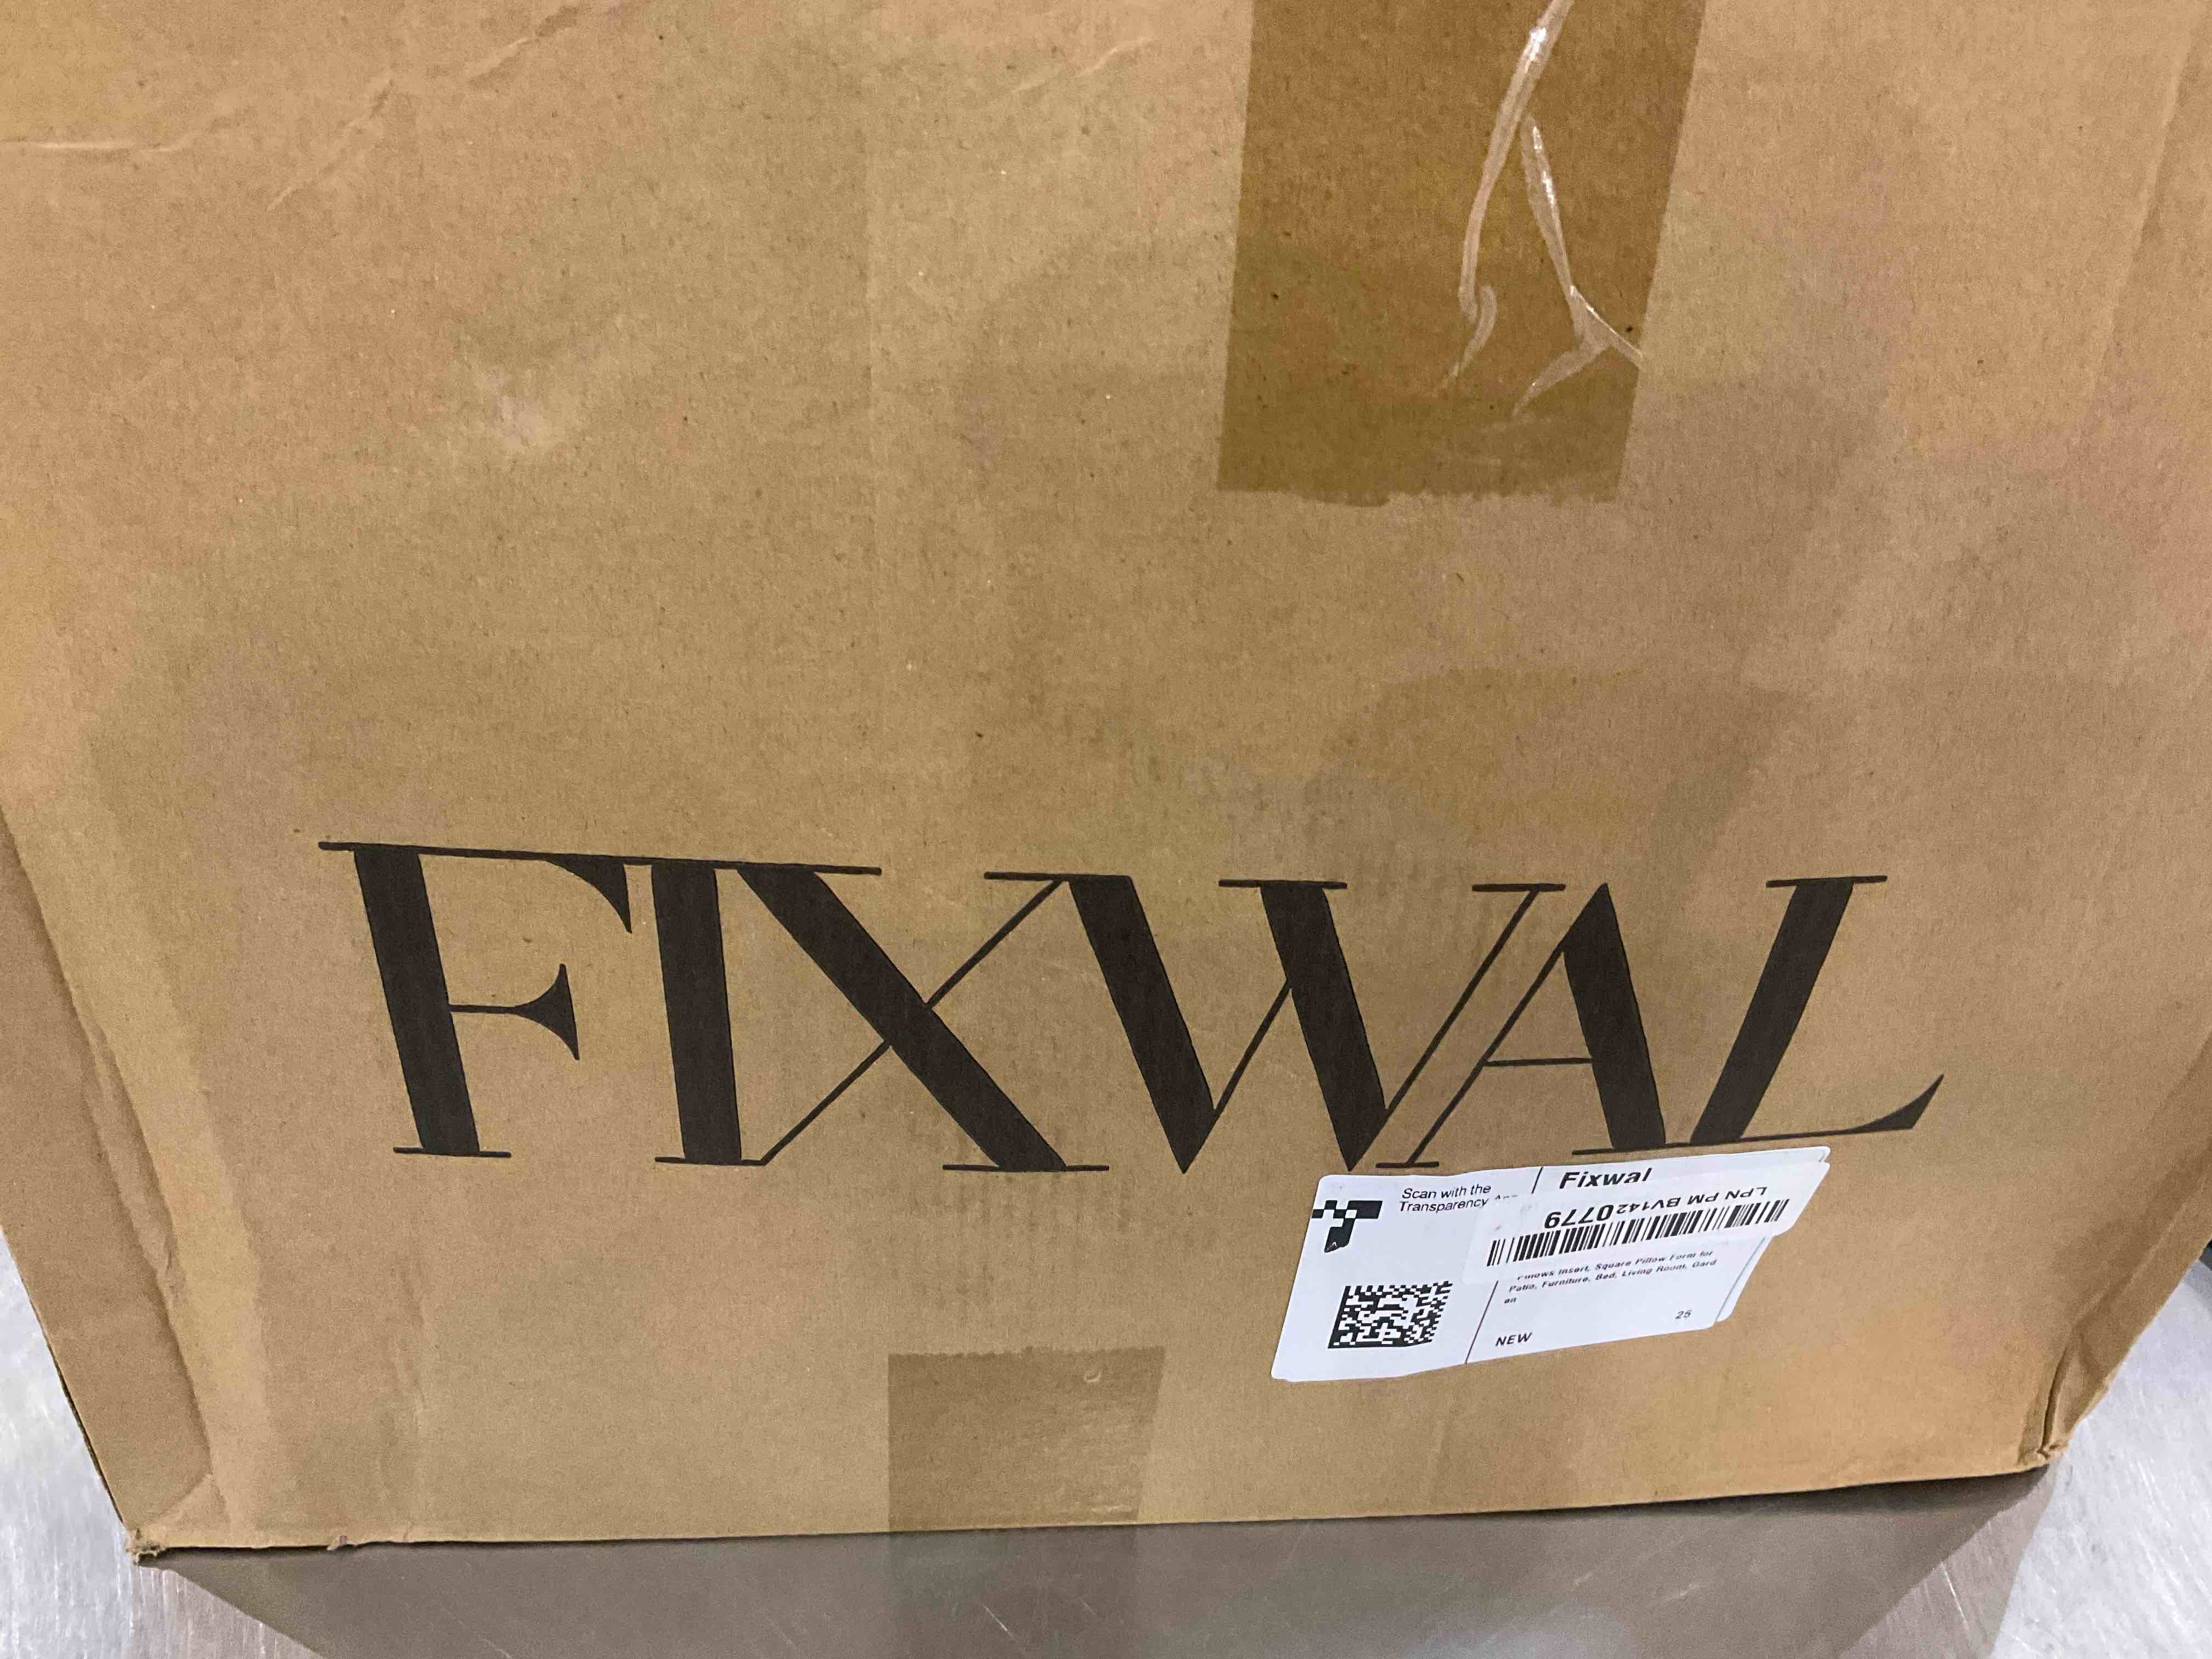 FIXWAL
Scan with the
Transparency
Fixwal
LPN PM BV1420779
Insert, Square Pillow Form for
Patio, Furniture, Bed, Living Room, Gard
en
25
NEW